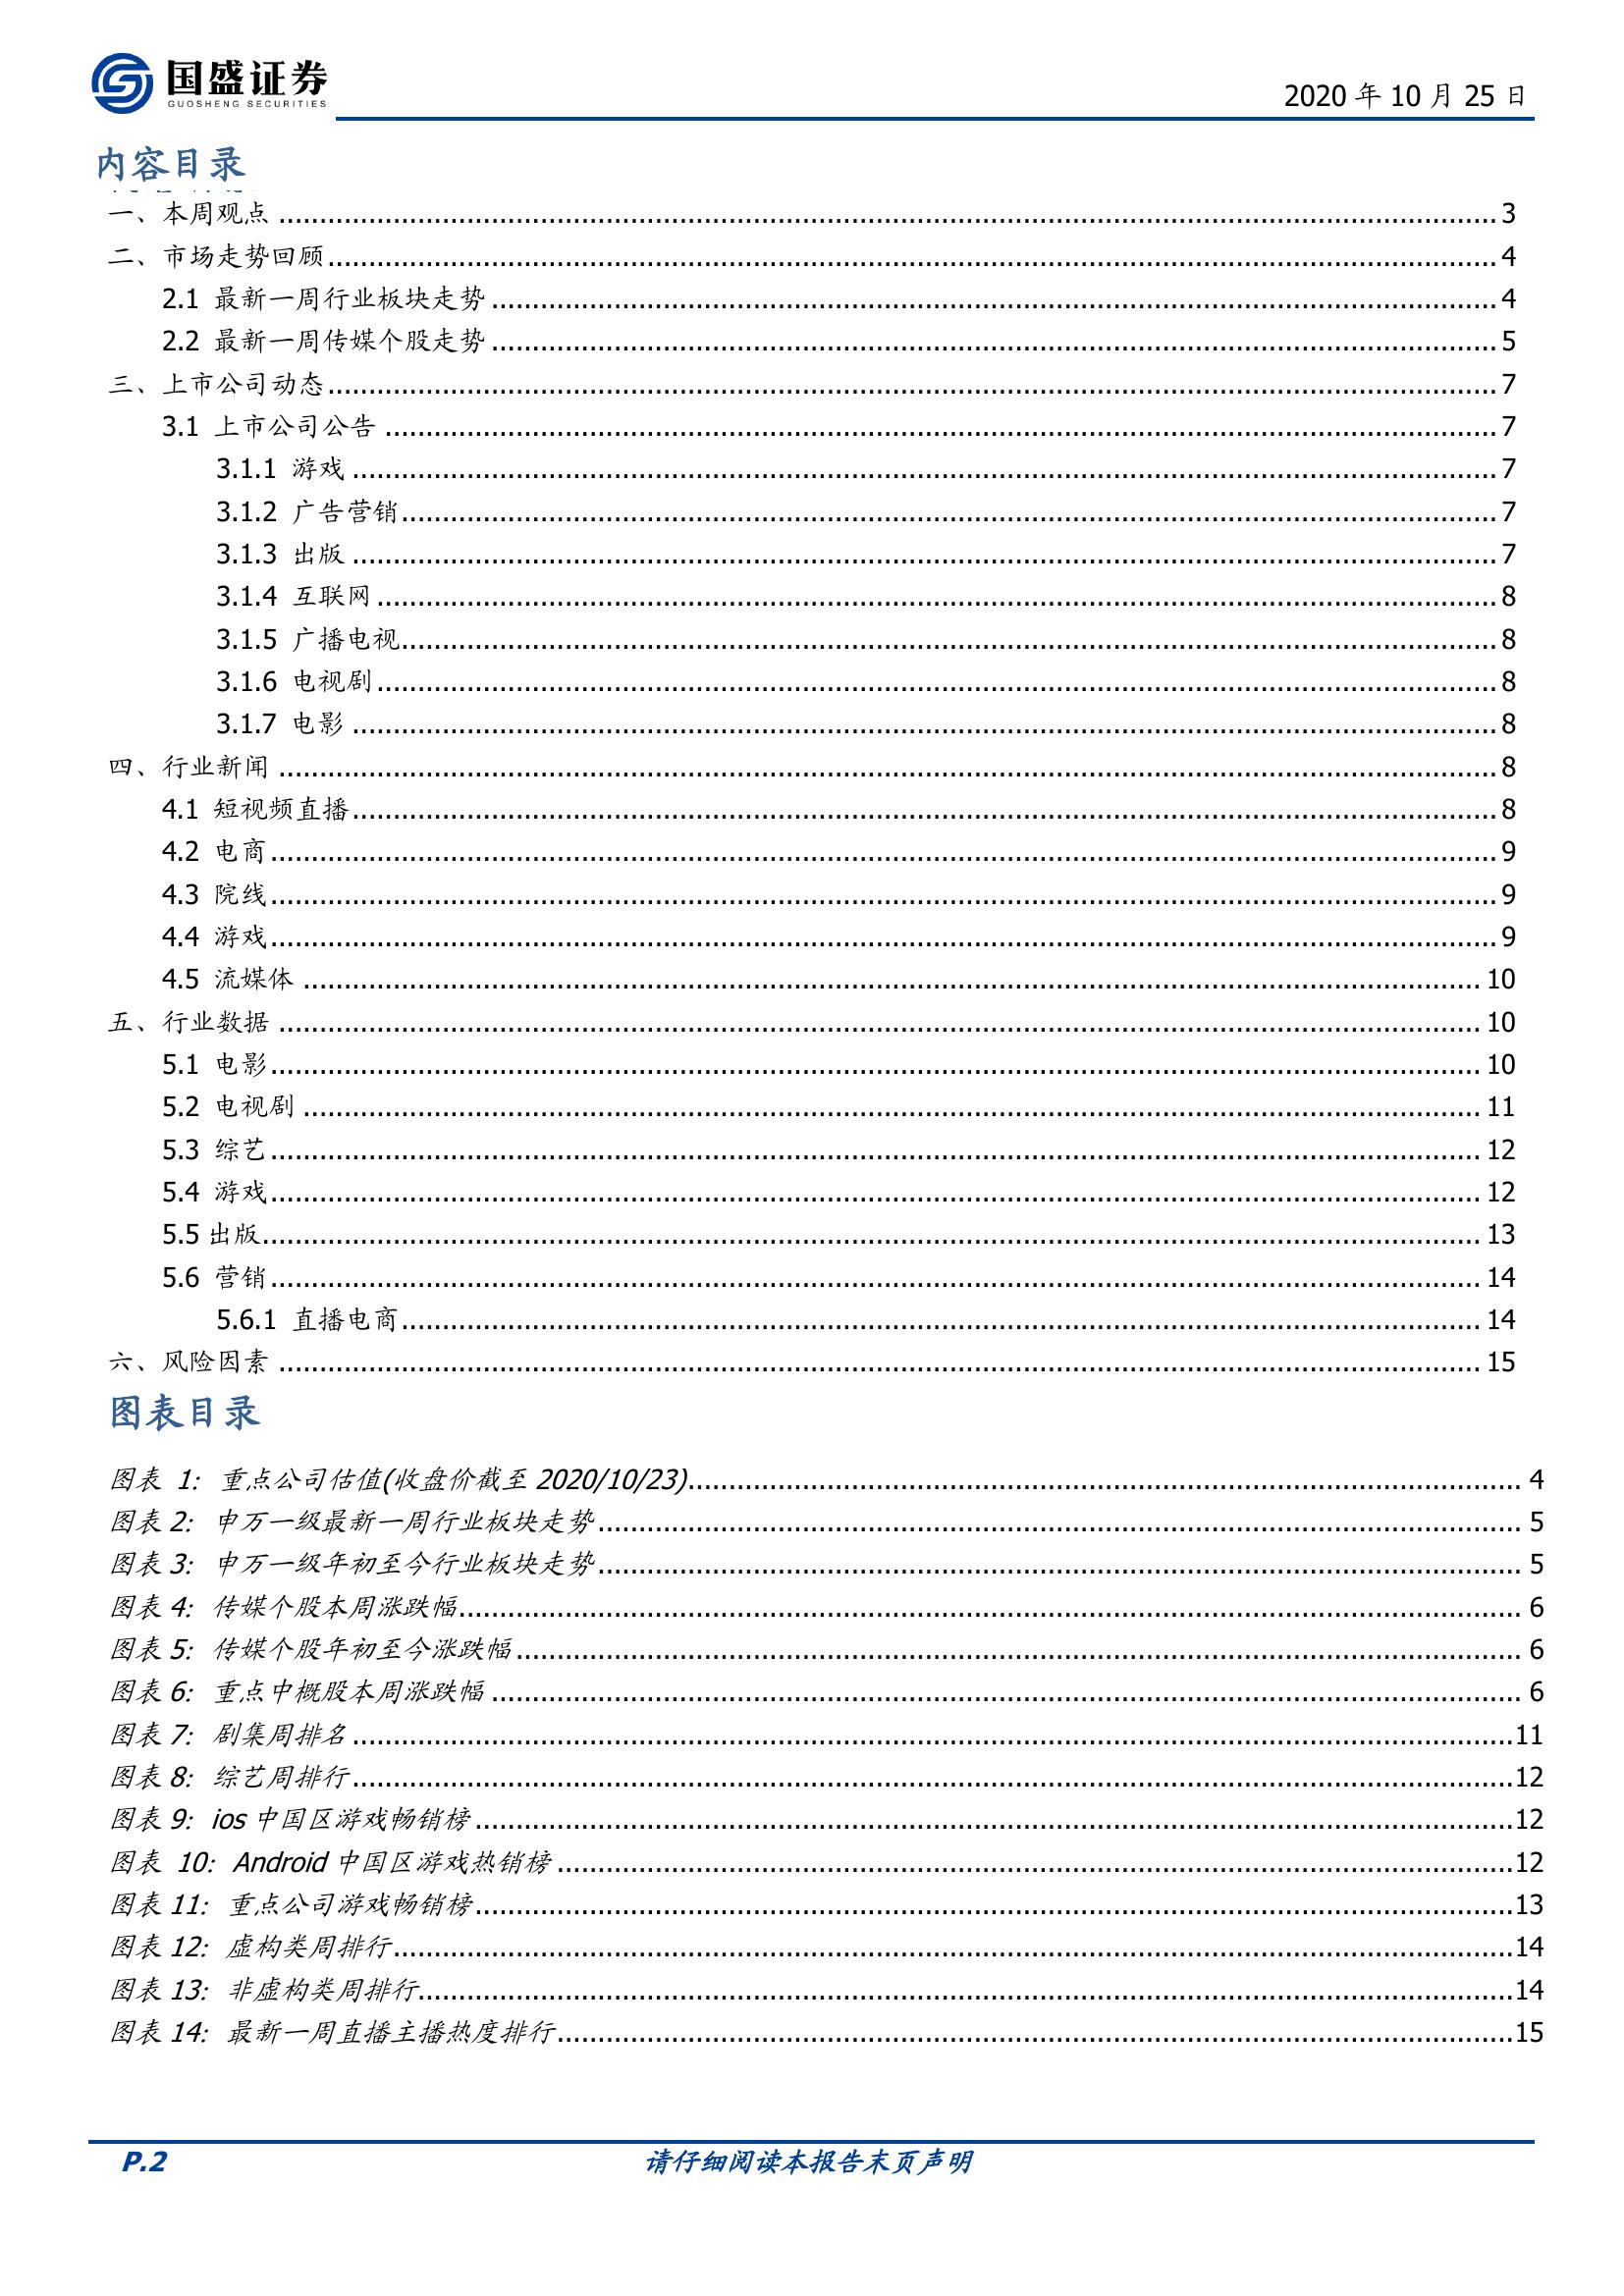 国盛证券
GUOSHENG SECURITIES
2020 年 10 月 25 日
内容目录
一、本周观点 ........ 3
二、市场走势回顾 ........ 4
2.1 最新一周行业板块走势 ........ 4
2.2 最新一周传媒个股走势 ........ 5
三、上市公司动态 ........ 7
3.1 上市公司公告 ........ 7
3.1.1 游戏 ........ 7
3.1.2 广告营销 ........ 7
3.1.3 出版 ........ 7
3.1.4 互联网 ........ 8
3.1.5 广播电视 ........ 8
3.1.6 电视剧 ........ 8
3.1.7 电影 ........ 8
四、行业新闻 ........ 8
4.1 短视频直播 ........ 8
4.2 电商 ........ 9
4.3 院线 ........ 9
4.4 游戏 ........ 9
4.5 流媒体 ........ 10
五、行业数据 ........ 10
5.1 电影 ........ 10
5.2 电视剧 ........ 11
5.3 综艺 ........ 12
5.4 游戏 ........ 12
5.5 出版 ........ 13
5.6 营销 ........ 14
5.6.1 直播电商 ........ 14
六、风险因素 ........ 15
图表目录
图表 1: 重点公司估值(收盘价截至 2020/10/23) ........ 4
图表 2: 申万一级最新一周行业板块走势 ........ 5
图表 3: 申万一级年初至今行业板块走势 ........ 5
图表 4: 传媒个股本周涨跌幅 ........ 6
图表 5: 传媒个股年初至今涨跌幅 ........ 6
图表 6: 重点中概股本周涨跌幅 ........ 6
图表 7: 剧集周排名 ........ 11
图表 8: 综艺周排行 ........ 12
图表 9: ios 中国区游戏畅销榜 ........ 12
图表 10: Android 中国区游戏热销榜 ........ 12
图表 11: 重点公司游戏畅销榜 ........ 13
图表 12: 虚构类周排行 ........ 14
图表 13: 非虚构类周排行 ........ 14
图表 14: 最新一周直播主播热度排行 ........ 15
P.2 请仔细阅读本报告末页声明